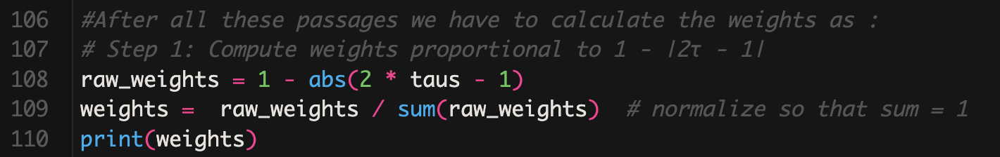 106 #After all these passages we have to calculate the weights as :
107 # Step 1: Compute weights proportional to 1 - |2τ - 1|
108 raw_weights = 1 - abs(2 * taus - 1)
109 weights =  raw_weights / sum(raw_weights)  # normalize so that sum = 1
110 print(weights)